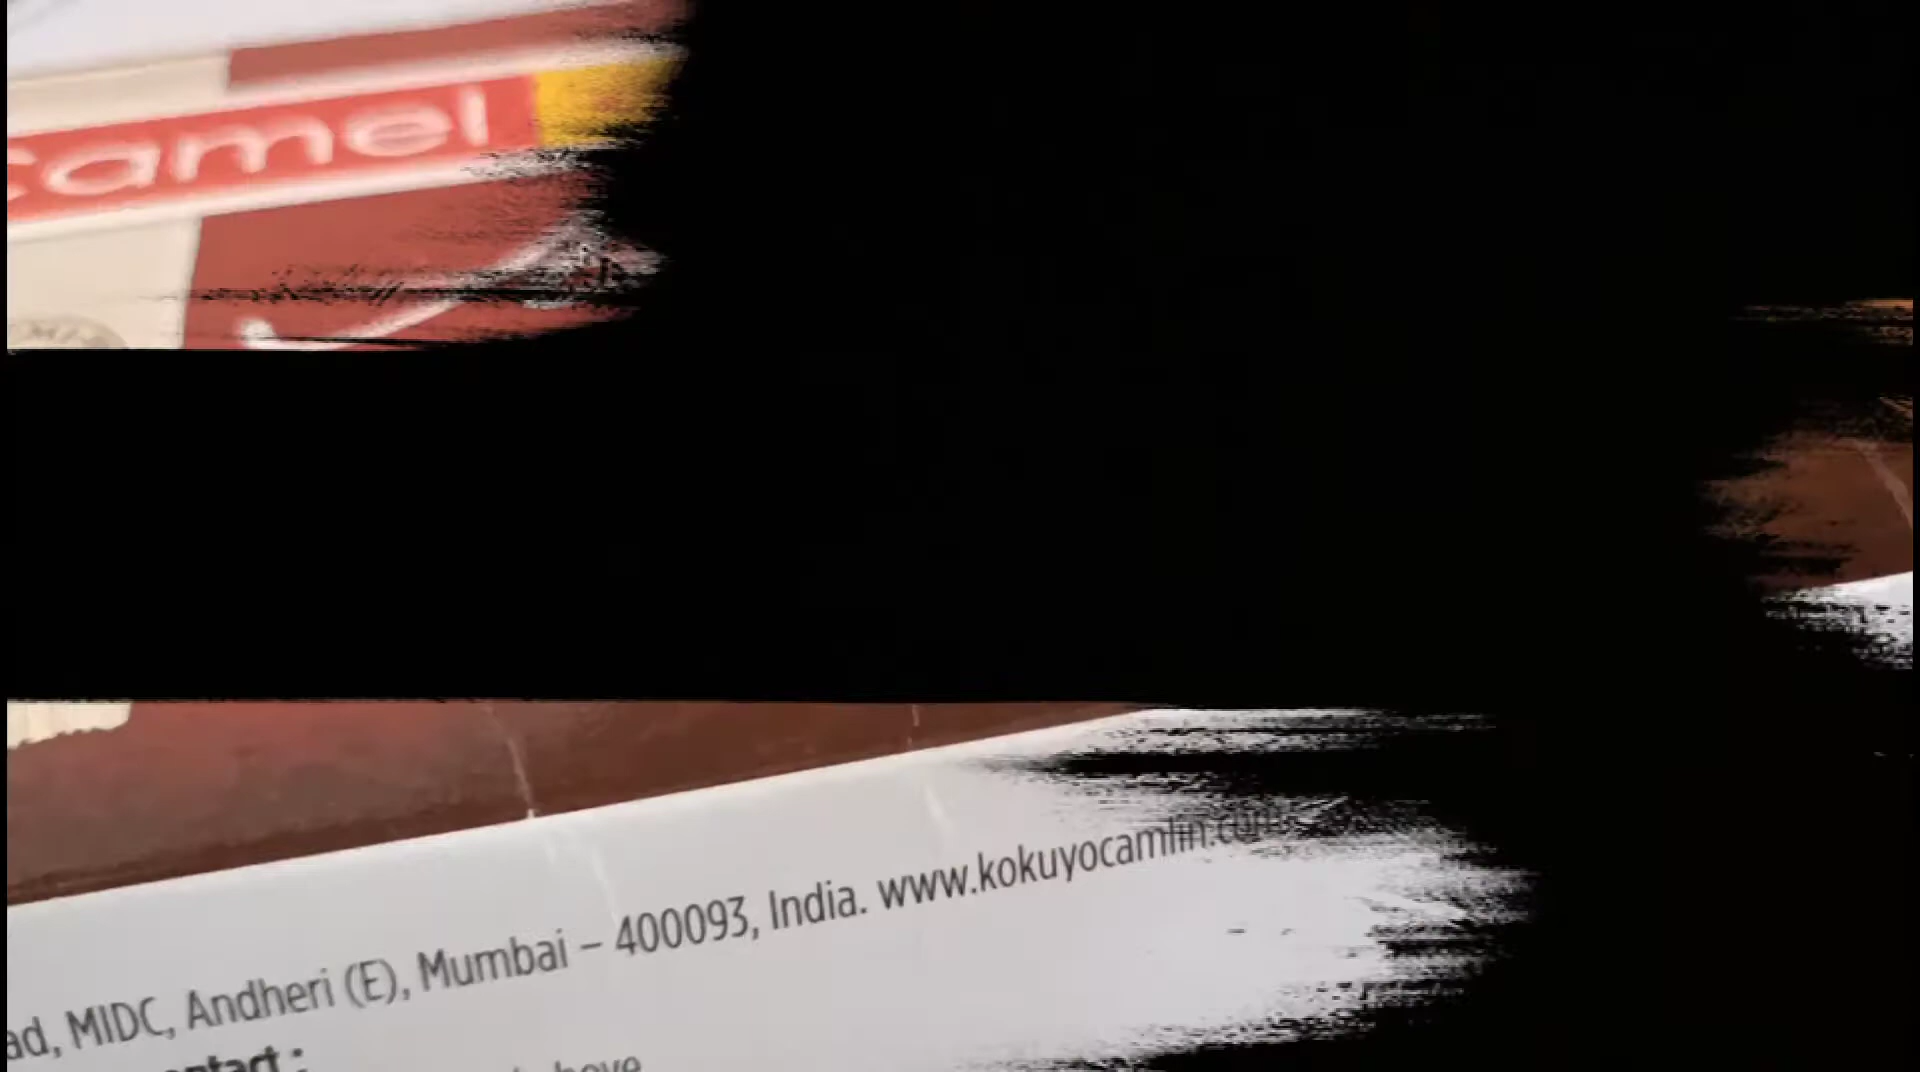 camel
ad, MIDC, Andheri (E), Mumbai – 400093, India. www.kokuyocamlin.com